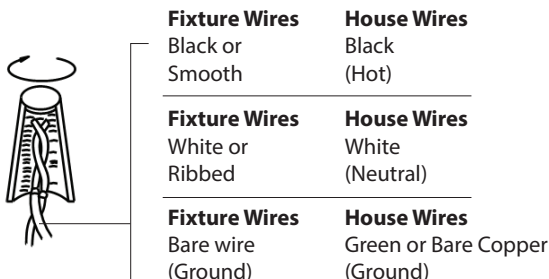 Fixture Wires House Wires
Black or Black
Smooth (Hot)
Fixture Wires House Wires
White or White
Ribbed (Neutral)
Fixture Wires House Wires
Bare wire Green or Bare Copper
(Ground) (Ground)